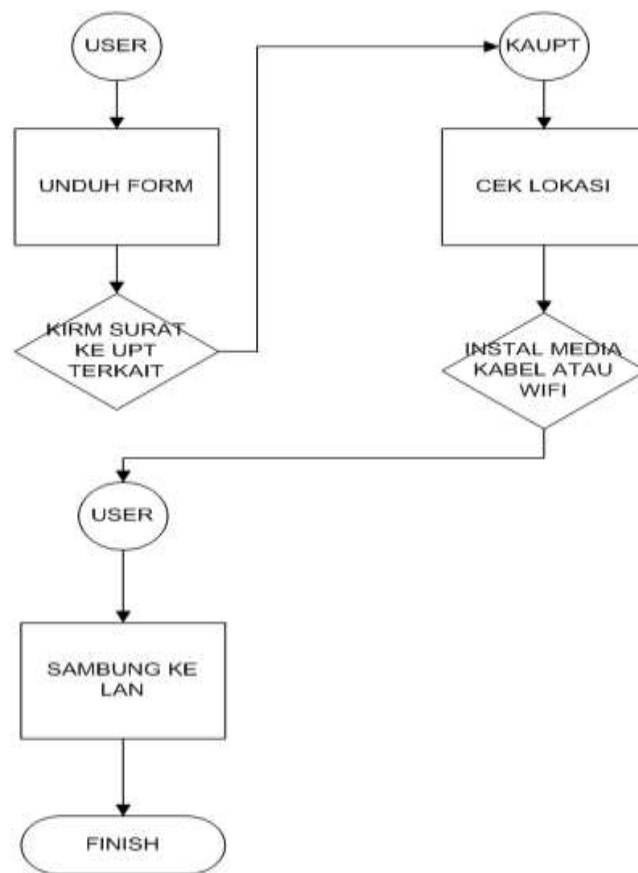 USER
UNDUH FORM
KIRM SURAT
KE UPT
TERKAIT
KAUPT
CEK LOKASI
INSTAL MEDIA
KABEL ATAU
WIFI
USER
SAMBUNG KE
LAN
FINISH